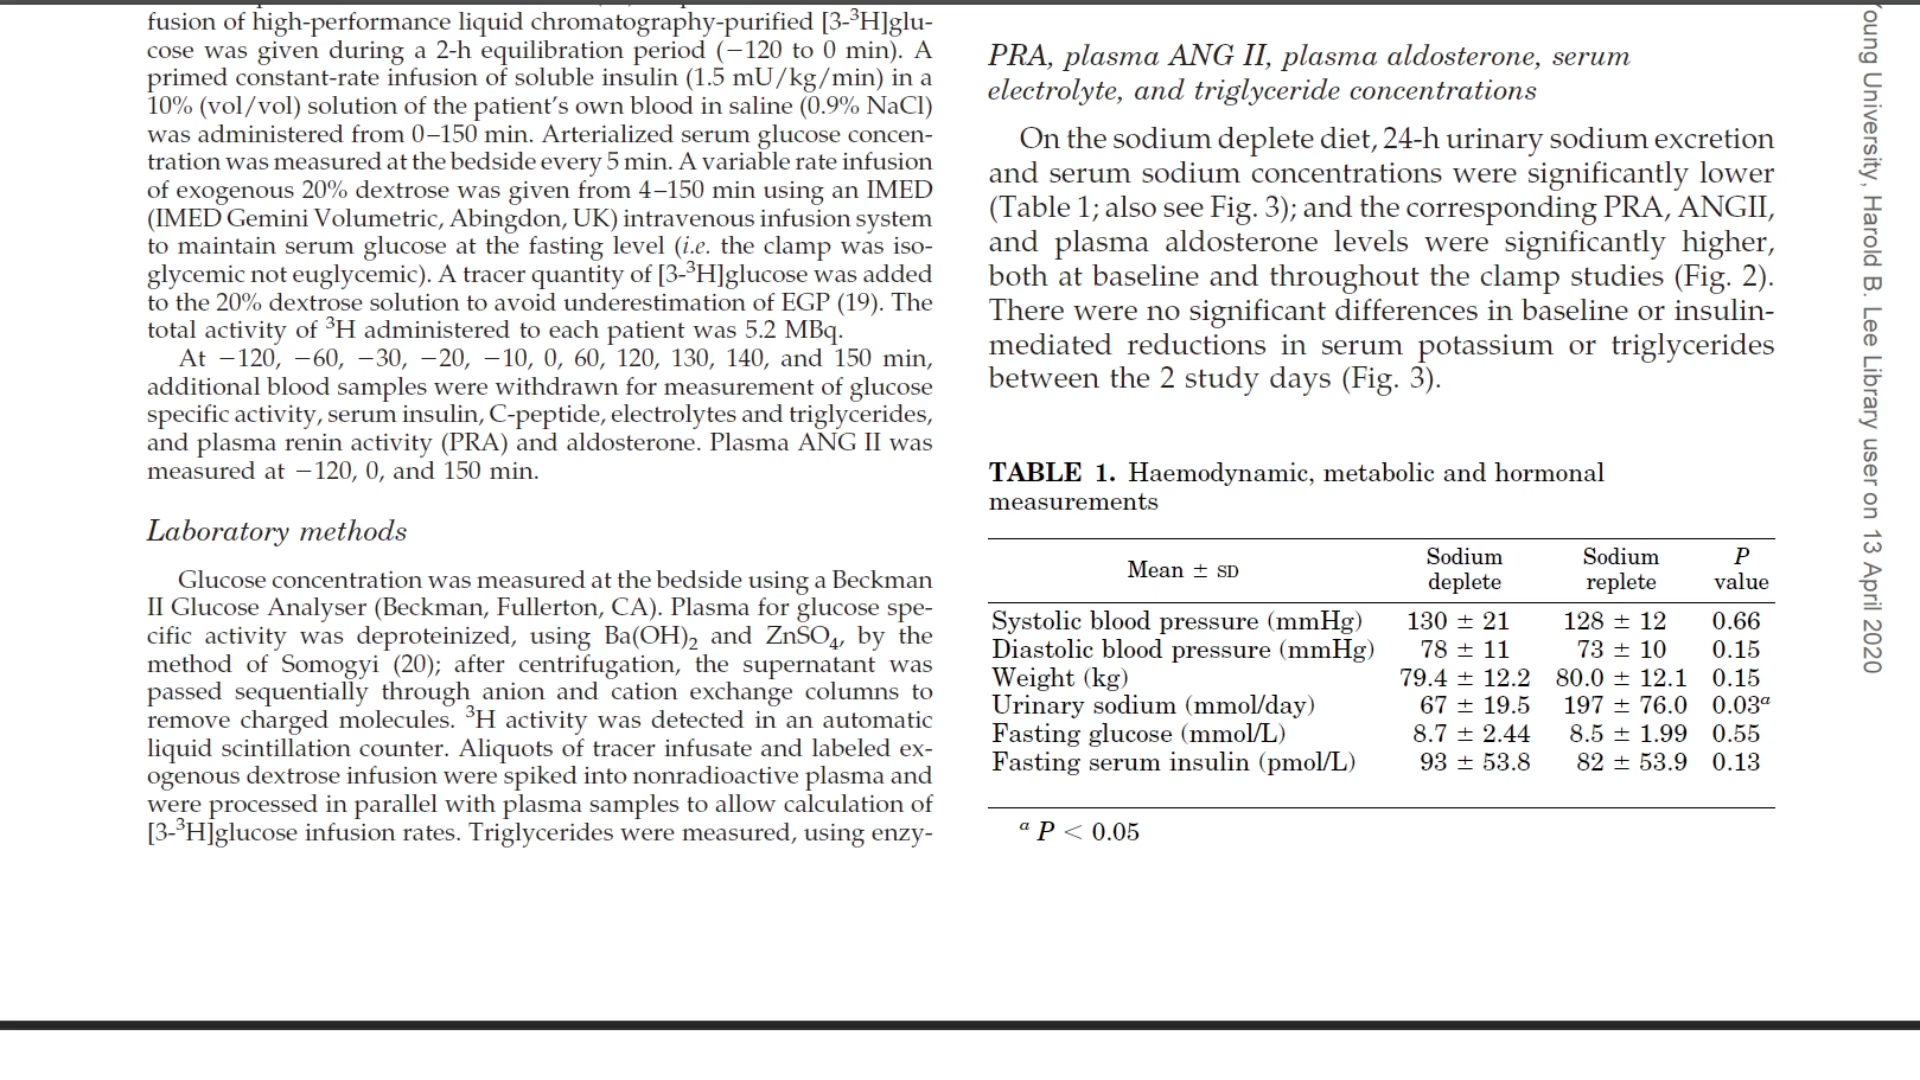 fusion of high-performance liquid chromatography-purified [3-³H]glu-
cose was given during a 2-h equilibration period (−120 to 0 min). A
primed constant-rate infusion of soluble insulin (1.5 mU/kg/min) in a
10% (vol/vol) solution of the patient's own blood in saline (0.9% NaCl)
was administered from 0–150 min. Arterialized serum glucose concen-
tration was measured at the bedside every 5 min. A variable rate infusion
of exogenous 20% dextrose was given from 4–150 min using an IMED
(IMED Gemini Volumetric, Abingdon, UK) intravenous infusion system
to maintain serum glucose at the fasting level (i.e. the clamp was iso-
glycemic not euglycemic). A tracer quantity of [3-³H]glucose was added
to the 20% dextrose solution to avoid underestimation of EGP (19). The
total activity of ³H administered to each patient was 5.2 MBq.
At −120, −60, −30, −20, −10, 0, 60, 120, 130, 140, and 150 min,
additional blood samples were withdrawn for measurement of glucose
specific activity, serum insulin, C-peptide, electrolytes and triglycerides,
and plasma renin activity (PRA) and aldosterone. Plasma ANG II was
measured at −120, 0, and 150 min.
Laboratory methods
Glucose concentration was measured at the bedside using a Beckman
II Glucose Analyser (Beckman, Fullerton, CA). Plasma for glucose spe-
cific activity was deproteinized, using Ba(OH)₂ and ZnSO₄, by the
method of Somogyi (20); after centrifugation, the supernatant was
passed sequentially through anion and cation exchange columns to
remove charged molecules. ³H activity was detected in an automatic
liquid scintillation counter. Aliquots of tracer infusate and labeled ex-
ogenous dextrose infusion were spiked into nonradioactive plasma and
were processed in parallel with plasma samples to allow calculation of
[3-³H]glucose infusion rates. Triglycerides were measured, using enzy-
PRA, plasma ANG II, plasma aldosterone, serum
electrolyte, and triglyceride concentrations
On the sodium deplete diet, 24-h urinary sodium excretion
and serum sodium concentrations were significantly lower
(Table 1; also see Fig. 3); and the corresponding PRA, ANGII,
and plasma aldosterone levels were significantly higher,
both at baseline and throughout the clamp studies (Fig. 2).
There were no significant differences in baseline or insulin-
mediated reductions in serum potassium or triglycerides
between the 2 study days (Fig. 3).
TABLE 1. Haemodynamic, metabolic and hormonal
measurements
Mean ± SD Sodium deplete Sodium replete P value
Systolic blood pressure (mmHg) 130 ± 21 128 ± 12 0.66
Diastolic blood pressure (mmHg) 78 ± 11 73 ± 10 0.15
Weight (kg) 79.4 ± 12.2 80.0 ± 12.1 0.15
Urinary sodium (mmol/day) 67 ± 19.5 197 ± 76.0 0.03ᵃ
Fasting glucose (mmol/L) 8.7 ± 2.44 8.5 ± 1.99 0.55
Fasting serum insulin (pmol/L) 93 ± 53.8 82 ± 53.9 0.13
ᵃ P < 0.05
oung University, Harold B. Lee Library user on 13 April 2020